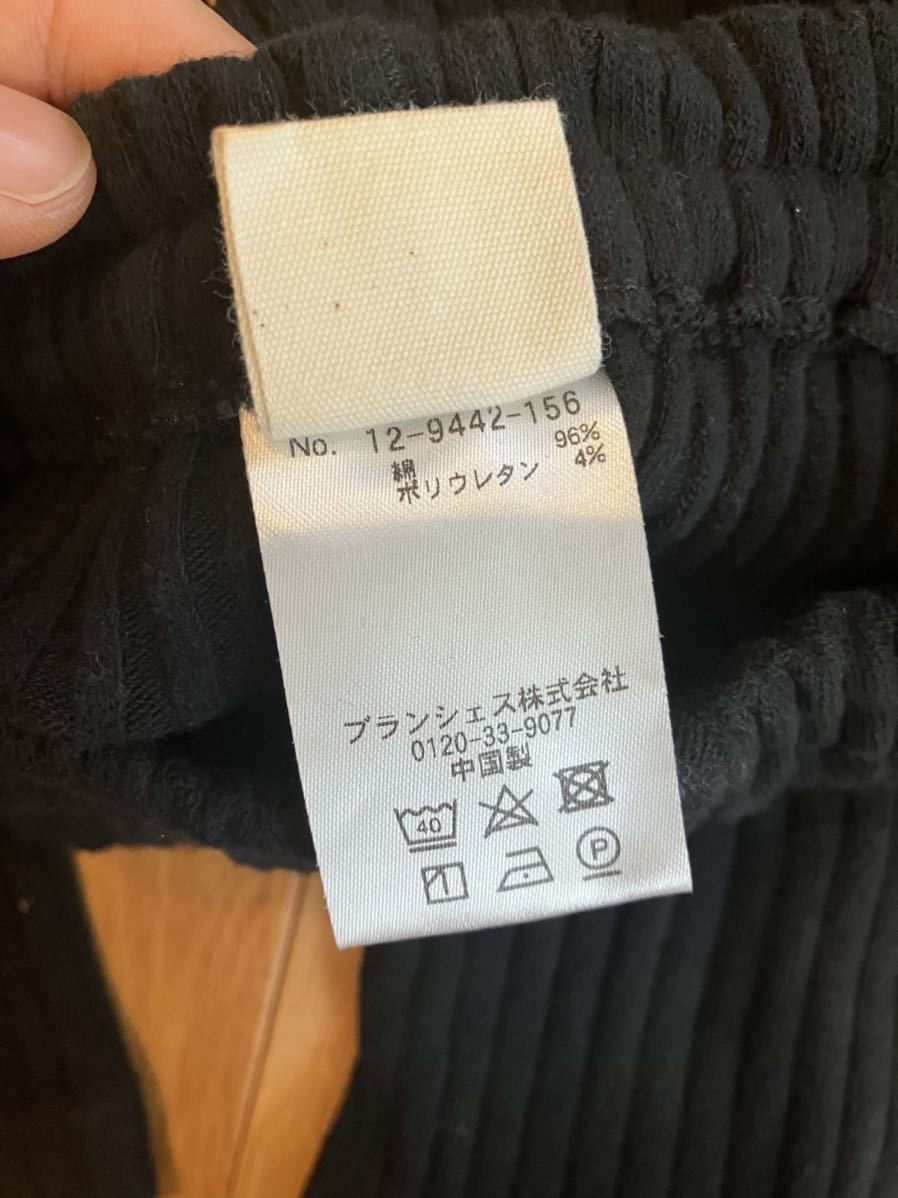 No. 12-9442-156
綿 96%
ポリウレタン 4%
ブランシェス株式会社
0120-33-9077
中国製
40
P